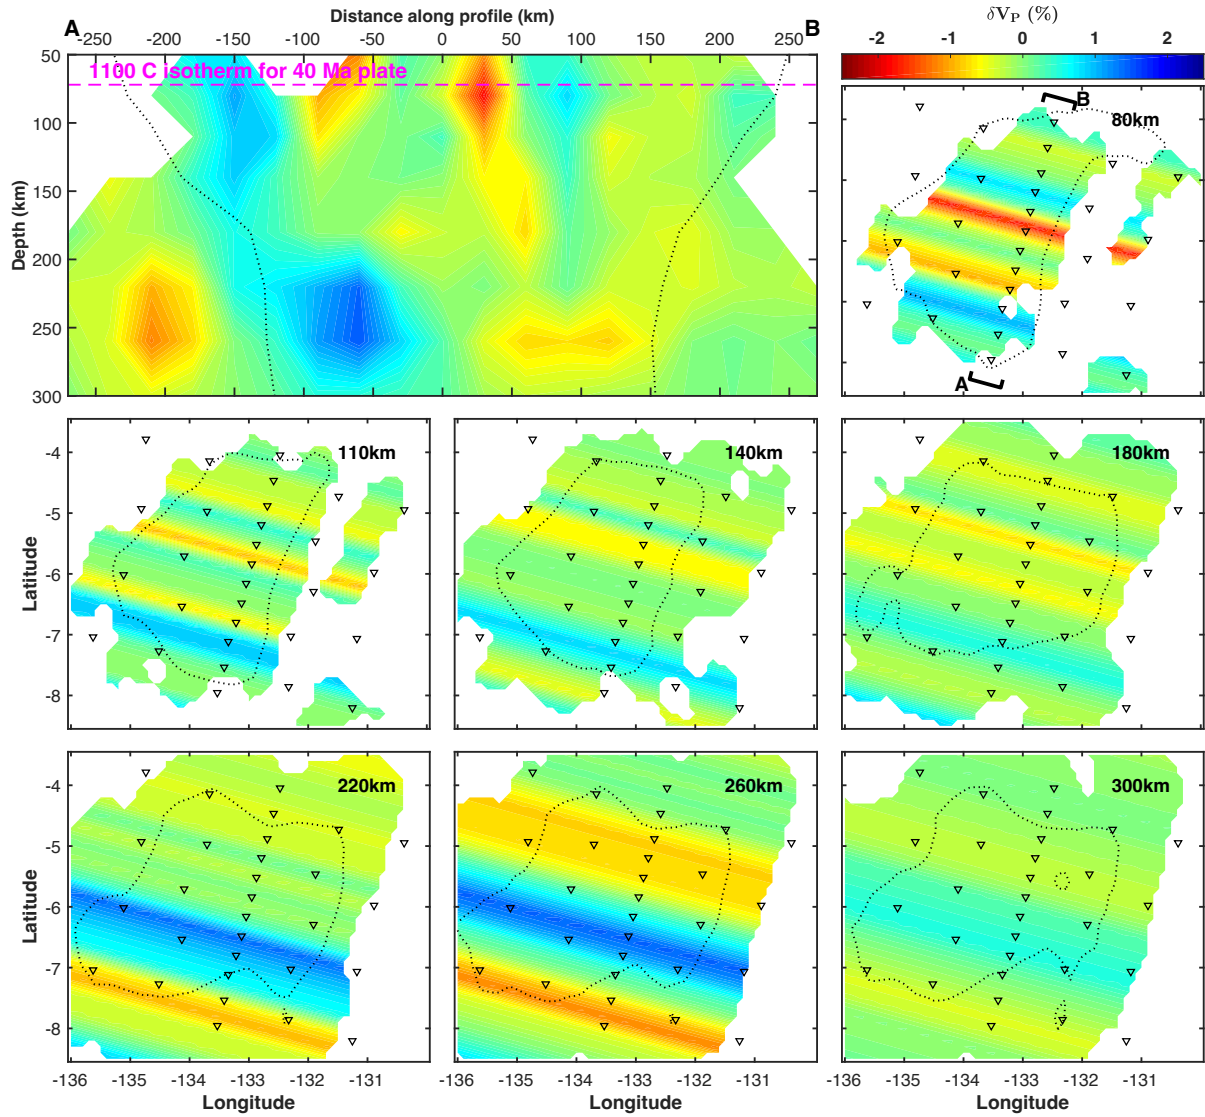 Distance along profile (km)
A
B
-250 -200 -150 -100 -50 0 50 100 150 200 250
δV_P (%)
-2 -1 0 1 2
50
100
150
200
250
300
Depth (km)
1100 C isotherm for 40 Ma plate
B
80km
A
-4
-5
-6
-7
-8
Latitude
110km
140km
180km
-4
-5
-6
-7
-8
Latitude
220km
260km
300km
-136 -135 -134 -133 -132 -131
-136 -135 -134 -133 -132 -131
-136 -135 -134 -133 -132 -131
Longitude
Longitude
Longitude